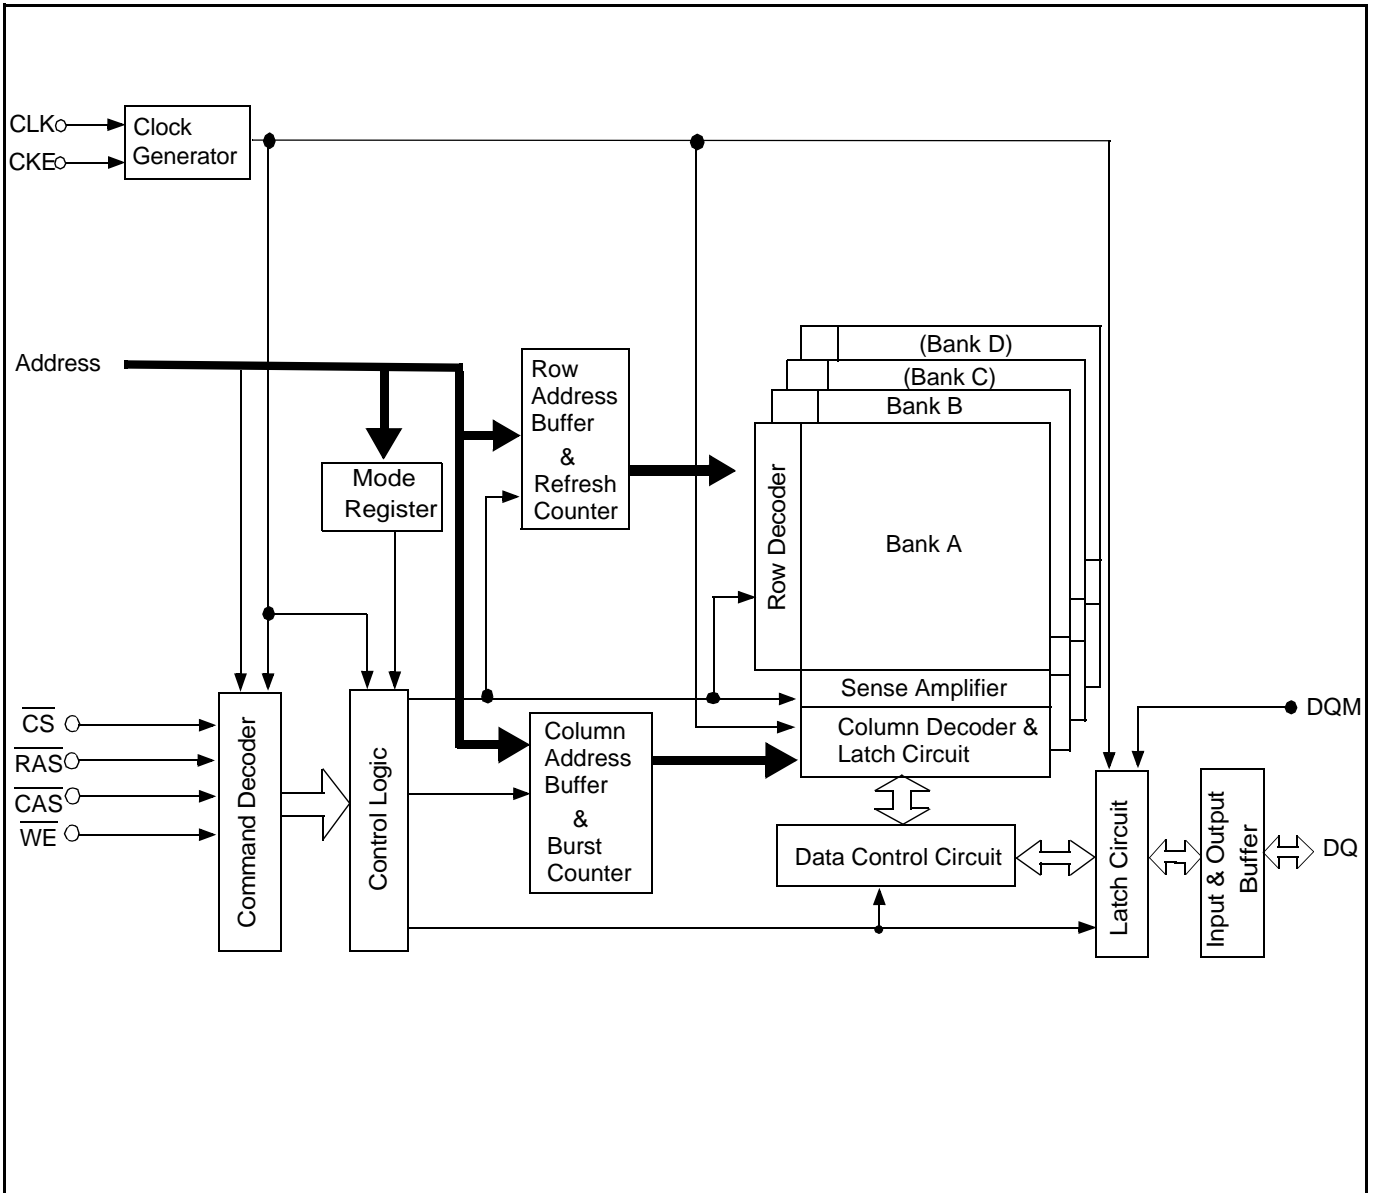 CLK
CKE
Clock
Generator
Address
Row
Address
Buffer
&
Refresh
Counter
Mode
Register
(Bank D)
(Bank C)
Bank B
Bank A
Row Decoder
Sense Amplifier
Column Decoder &
Latch Circuit
CS
RAS
CAS
WE
Command Decoder
Control Logic
Column
Address
Buffer
&
Burst
Counter
Data Control Circuit
DQM
Latch Circuit
Input & Output
Buffer
DQ